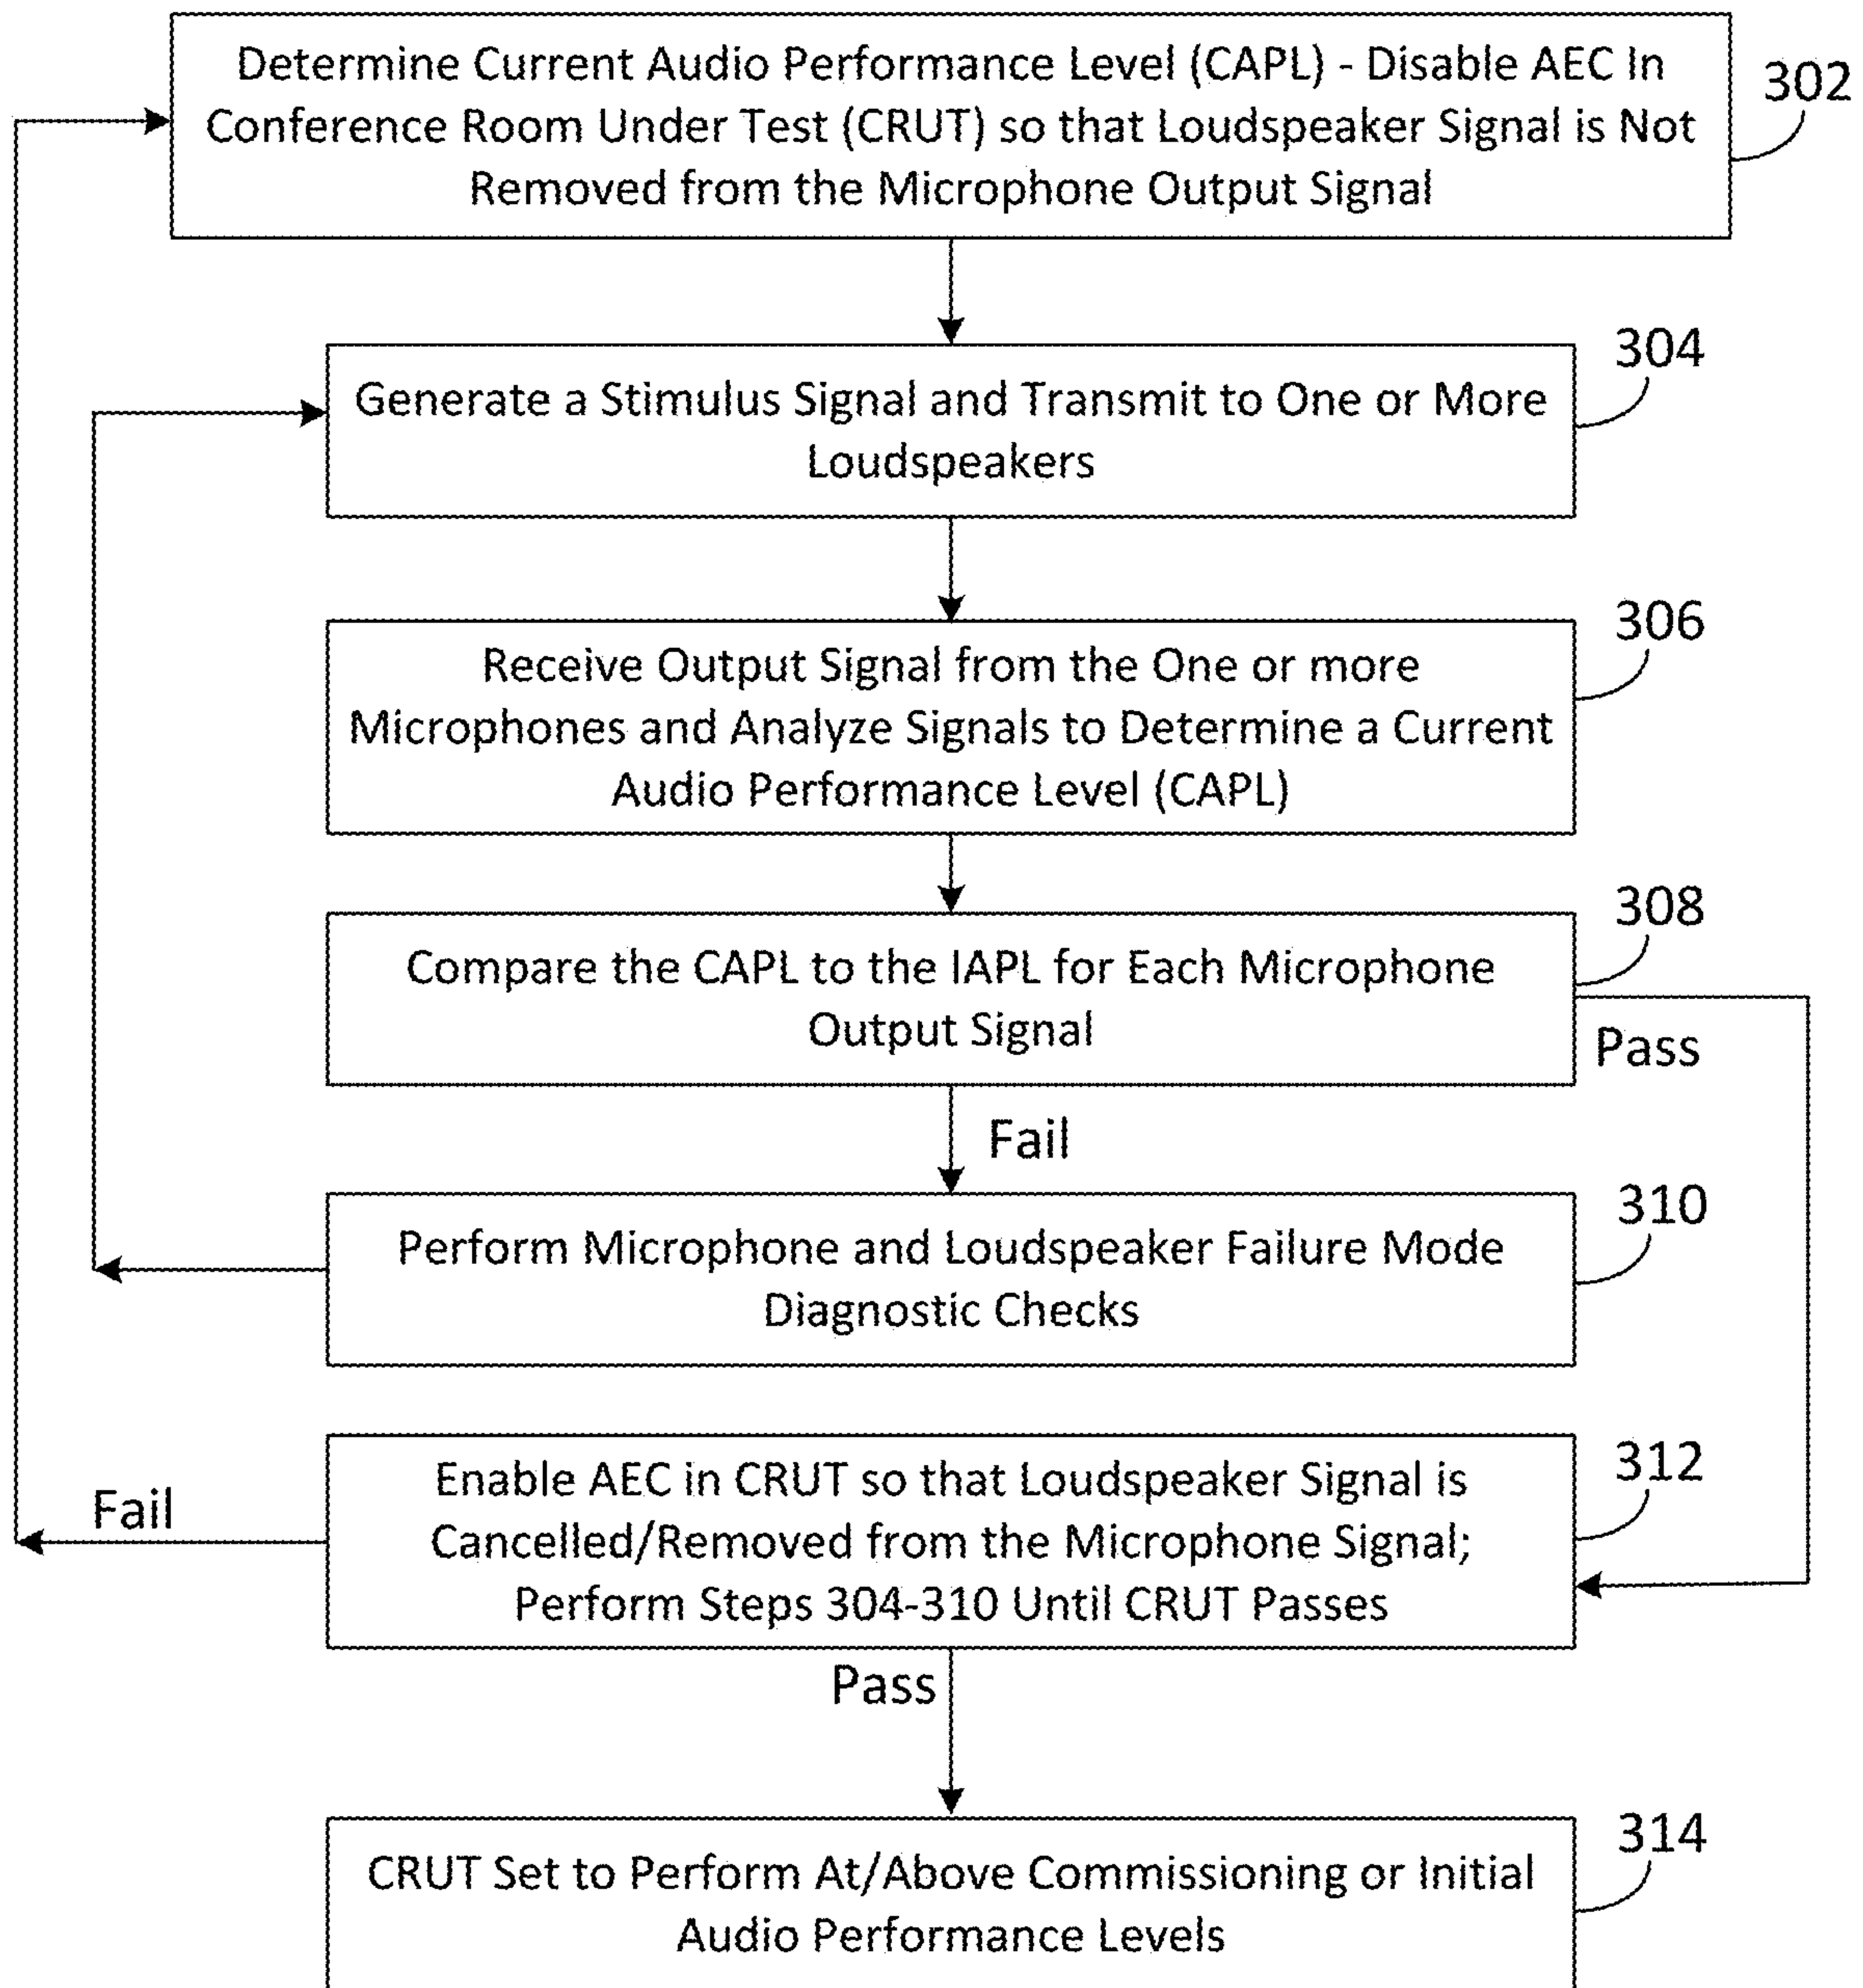 Determine Current Audio Performance Level (CAPL) - Disable AEC In
Conference Room Under Test (CRUT) so that Loudspeaker Signal is Not
Removed from the Microphone Output Signal
302
Generate a Stimulus Signal and Transmit to One or More
Loudspeakers
304
Receive Output Signal from the One or more
Microphones and Analyze Signals to Determine a Current
Audio Performance Level (CAPL)
306
Compare the CAPL to the IAPL for Each Microphone
Output Signal
308
Pass
Fail
Perform Microphone and Loudspeaker Failure Mode
Diagnostic Checks
310
Enable AEC in CRUT so that Loudspeaker Signal is
Cancelled/Removed from the Microphone Signal;
Perform Steps 304-310 Until CRUT Passes
312
Fail
Pass
CRUT Set to Perform At/Above Commissioning or Initial
Audio Performance Levels
314